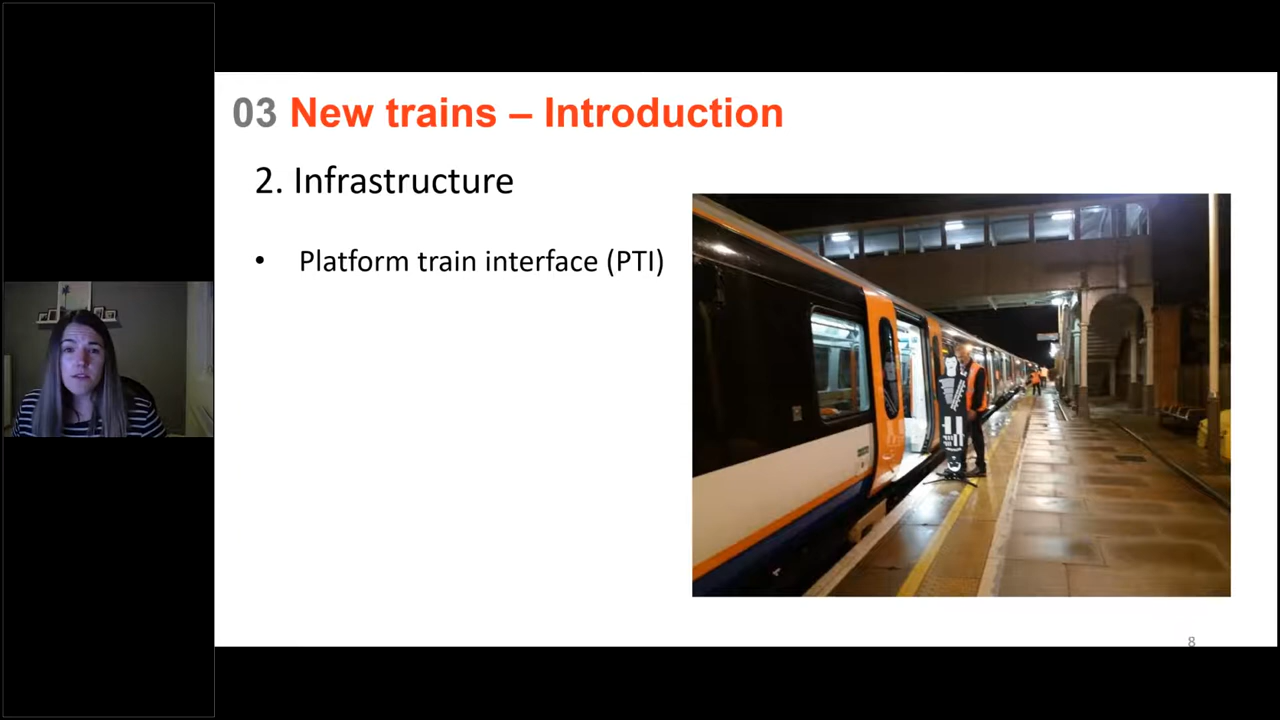 03 New trains – Introduction
2. Infrastructure
• Platform train interface (PTI)
8